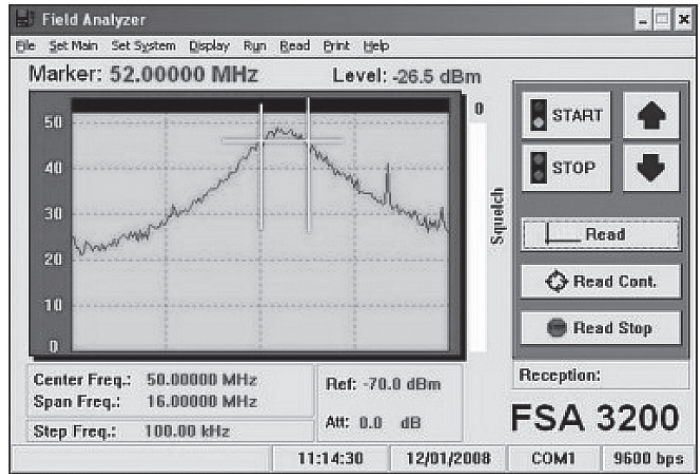 Field Analyzer
File Set Main Set System Display Run Read Print Help
Marker: 52.00000 MHz Level: -26.5 dBm
50
40
30
20
10
0
0
Squelch
START
STOP
Read
Read Cont.
Read Stop
Center Freq.: 50.00000 MHz
Span Freq.: 16.00000 MHz
Step Freq.: 100.00 kHz
Ref: -70.0 dBm
Att: 0.0 dB
Reception:
FSA 3200
11:14:30 12/01/2008 COM1 9600 bps